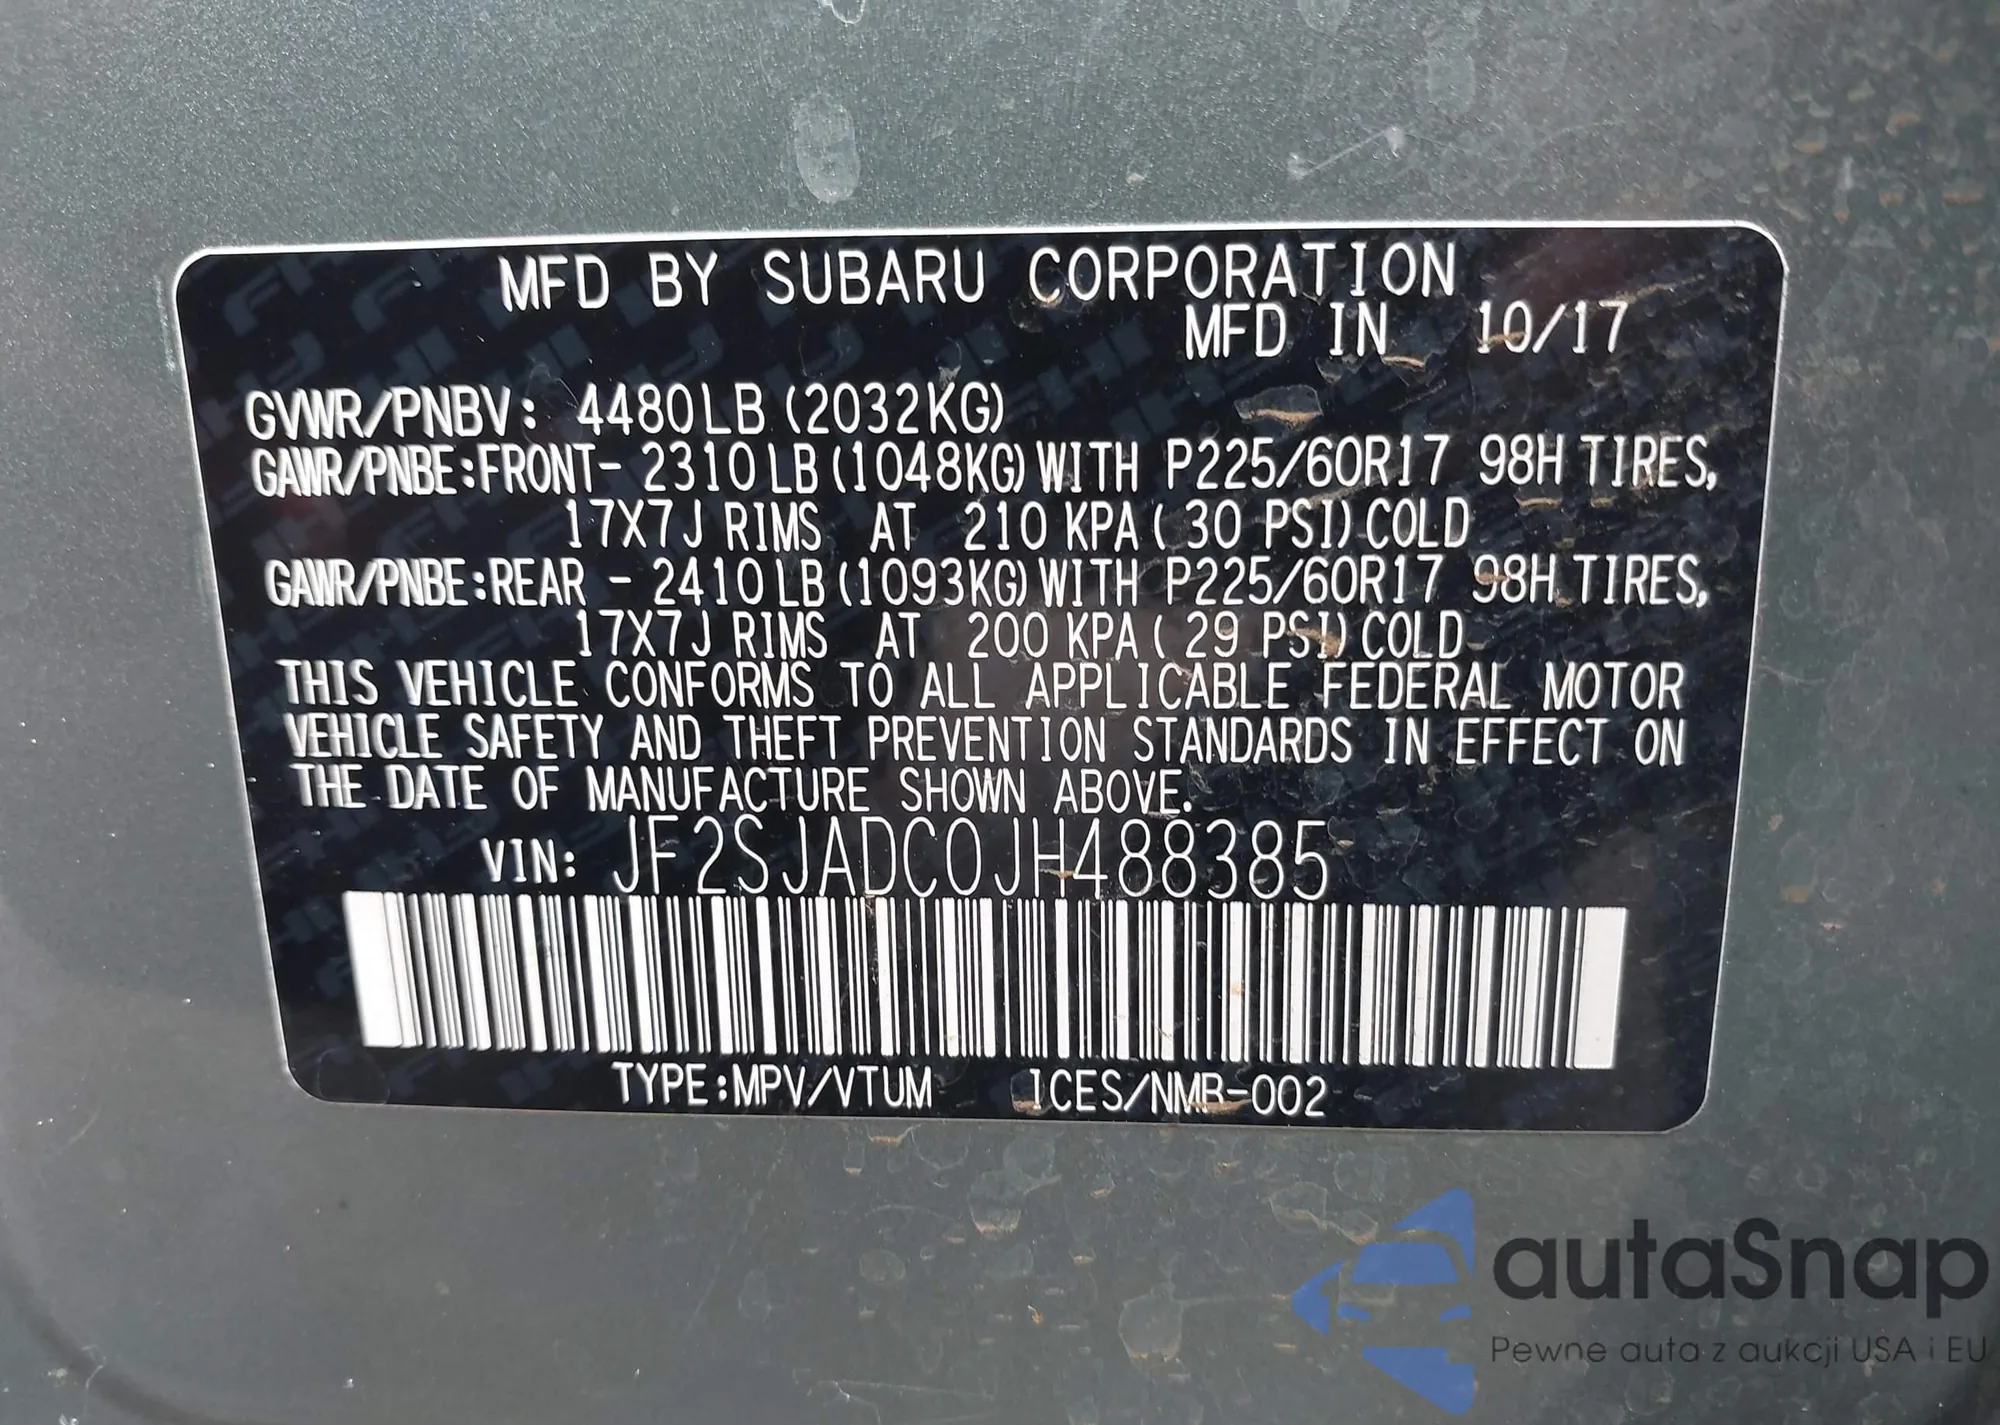 MFD BY SUBARU CORPORATION
MFD IN 10/17
GVWR/PNBV: 4480LB (2032KG)
GAWR/PNBE:FRONT- 2310LB (1048KG) WITH P225/60R17 98H TIRES,
17X7J RIMS AT 210 KPA ( 30 PSI) COLD
GAWR/PNBE:REAR - 2410LB (1093KG) WITH P225/60R17 98H TIRES,
17X7J RIMS AT 200 KPA ( 29 PSI) COLD
THIS VEHICLE CONFORMS TO ALL APPLICABLE FEDERAL MOTOR
VEHICLE SAFETY AND THEFT PREVENTION STANDARDS IN EFFECT ON
THE DATE OF MANUFACTURE SHOWN ABOVE.
VIN: JF2SJADC0JH488385
TYPE:MPV/VTUM ICES/NMB-002
autaSnap
Pewne auta z aukcji USA i EU